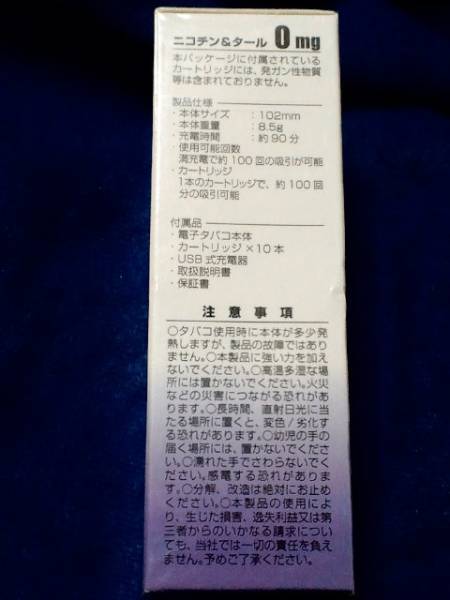 ニコチン&タール 0mg
本パッケージに付属されている
カートリッジには、発ガン性物質
等は含まれておりません。
製品仕様
・本体サイズ ：102mm
・本体重量 ：8.5g
・充電時間 ：約90分
・使用可能回数
満充電で約100回の吸引が可能
・カートリッジ
1本のカートリッジで、約100回
吸引可能
付属品
・電子タバコ本体
・カートリッジ×10本
・USB式充電器
・取扱説明書
・保証書
注意事項
○タバコ使用時に本体が多少発
熱しますが、製品の故障ではあり
ません。○本製品に強い力を加え
ないでください。○高温多湿な場
所には置かないでください。火災
などの災害につながる恐れがあ
ります。○長時間、直射日光に当
たる場所に置くと、変色/劣化す
る恐れがあります。○幼児の手の
届く場所には、置かないでくださ
い。○濡れた手でさわらないでく
ださい。感電する恐れがありま
す。○分解、改造は絶対にお止め
ください。○本製品の使用によ
り、生じた損害、逸失利益又は第
三者からのいかなる請求につい
ても、当社では一切の責任を負え
ません。予めご了承ください。